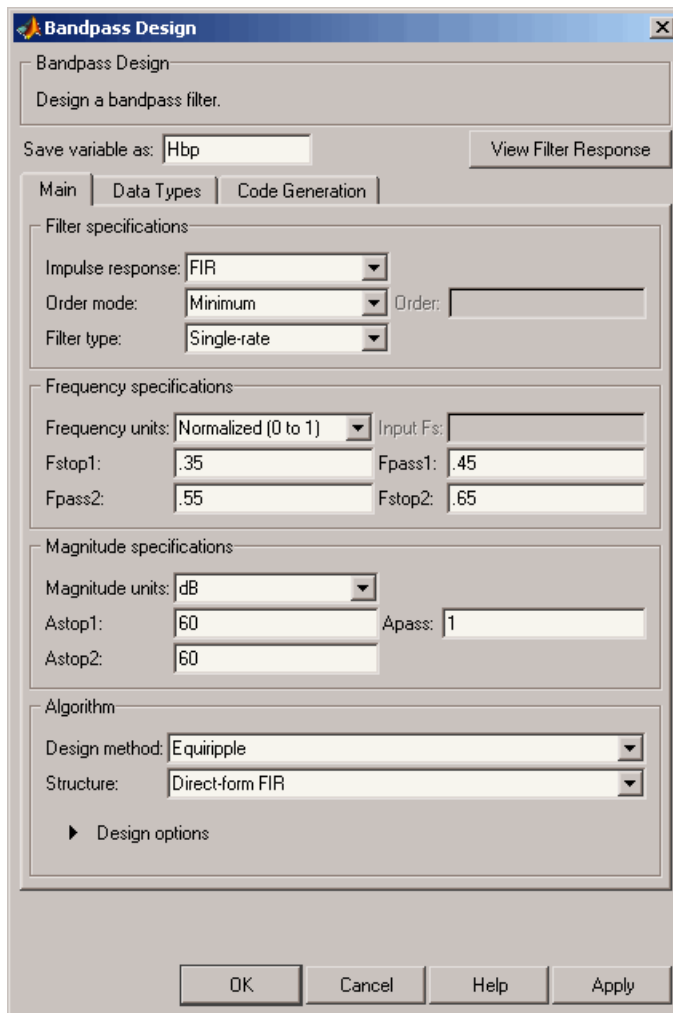 Bandpass Design
Bandpass Design
Design a bandpass filter.
Save variable as: Hbp View Filter Response
Main Data Types Code Generation
Filter specifications
Impulse response: FIR
Order mode: Minimum Order:
Filter type: Single-rate
Frequency specifications
Frequency units: Normalized (0 to 1) Input Fs:
Fstop1: .35 Fpass1: .45
Fpass2: .55 Fstop2: .65
Magnitude specifications
Magnitude units: dB
Astop1: 60 Apass: 1
Astop2: 60
Algorithm
Design method: Equiripple
Structure: Direct-form FIR
Design options
OK Cancel Help Apply